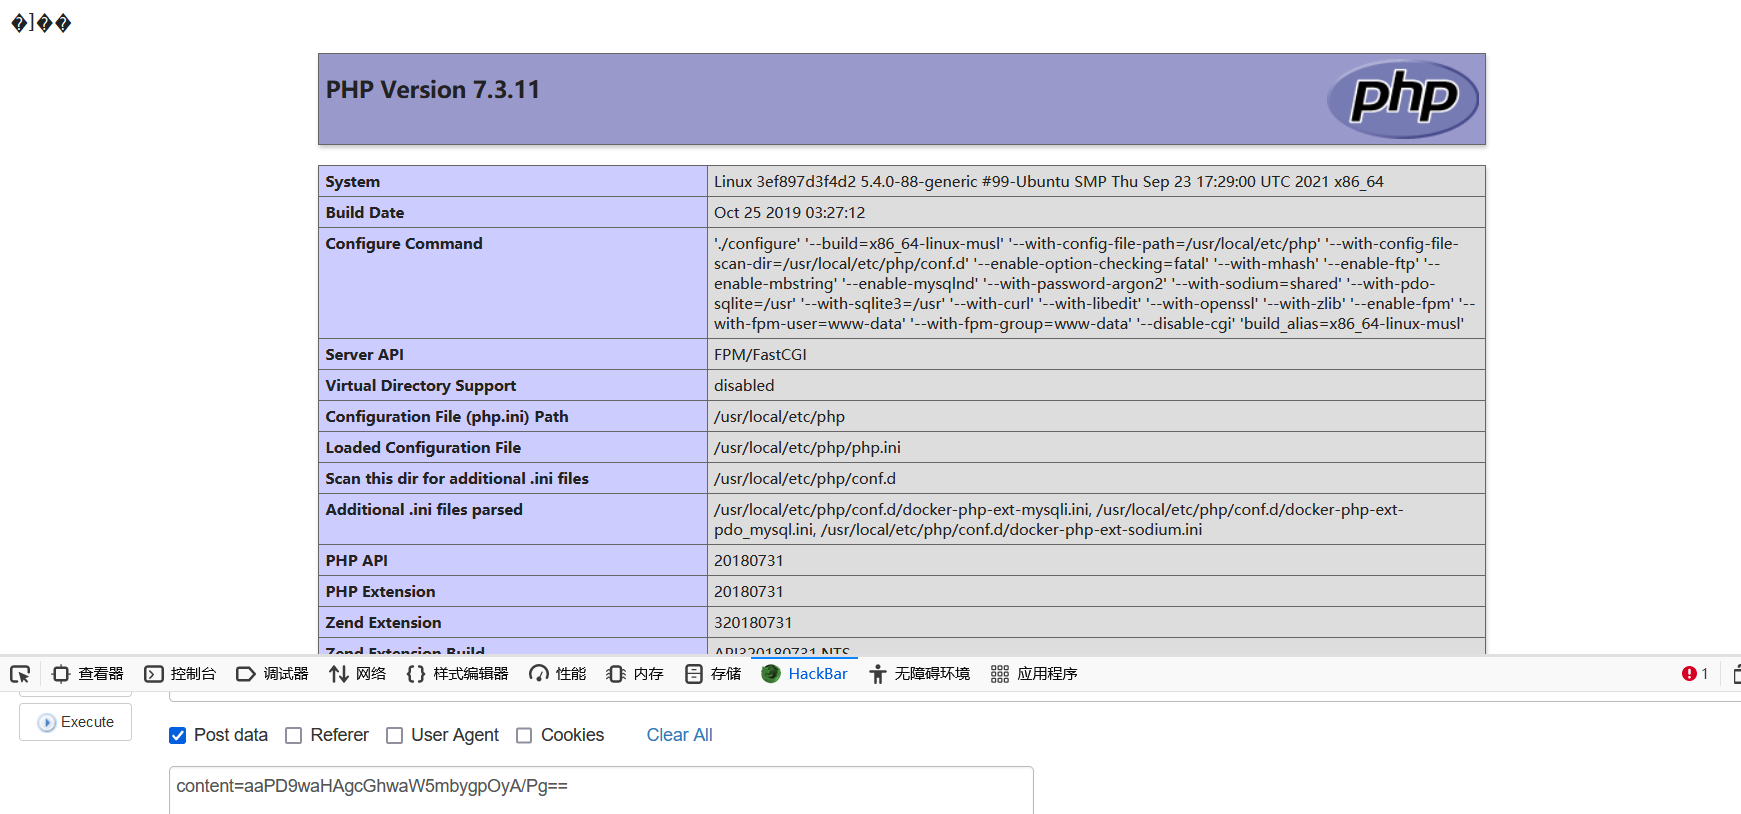 �]��
PHP Version 7.3.11
php
System Linux 3ef897d3f4d2 5.4.0-88-generic #99-Ubuntu SMP Thu Sep 23 17:29:00 UTC 2021 x86_64
Build Date Oct 25 2019 03:27:12
Configure Command './configure' '--build=x86_64-linux-musl' '--with-config-file-path=/usr/local/etc/php' '--with-config-file-
scan-dir=/usr/local/etc/php/conf.d' '--enable-option-checking=fatal' '--with-mhash' '--enable-ftp' '--
enable-mbstring' '--enable-mysqlnd' '--with-password-argon2' '--with-sodium=shared' '--with-pdo-
sqlite=/usr' '--with-sqlite3=/usr' '--with-curl' '--with-libedit' '--with-openssl' '--with-zlib' '--enable-fpm' '--
with-fpm-user=www-data' '--with-fpm-group=www-data' '--disable-cgi' 'build_alias=x86_64-linux-musl'
Server API FPM/FastCGI
Virtual Directory Support disabled
Configuration File (php.ini) Path /usr/local/etc/php
Loaded Configuration File /usr/local/etc/php/php.ini
Scan this dir for additional .ini files /usr/local/etc/php/conf.d
Additional .ini files parsed /usr/local/etc/php/conf.d/docker-php-ext-mysqli.ini, /usr/local/etc/php/conf.d/docker-php-ext-
pdo_mysql.ini, /usr/local/etc/php/conf.d/docker-php-ext-sodium.ini
PHP API 20180731
PHP Extension 20180731
Zend Extension 320180731
Zend Extension Build API320180731,NTS
查看器 控制台 调试器 网络 样式编辑器 性能 内存 存储 HackBar 无障碍环境 应用程序 1
Execute
Post data Referer User Agent Cookies Clear All
content=aaPD9waHAgcGhwaW5mbygpOyA/Pg==